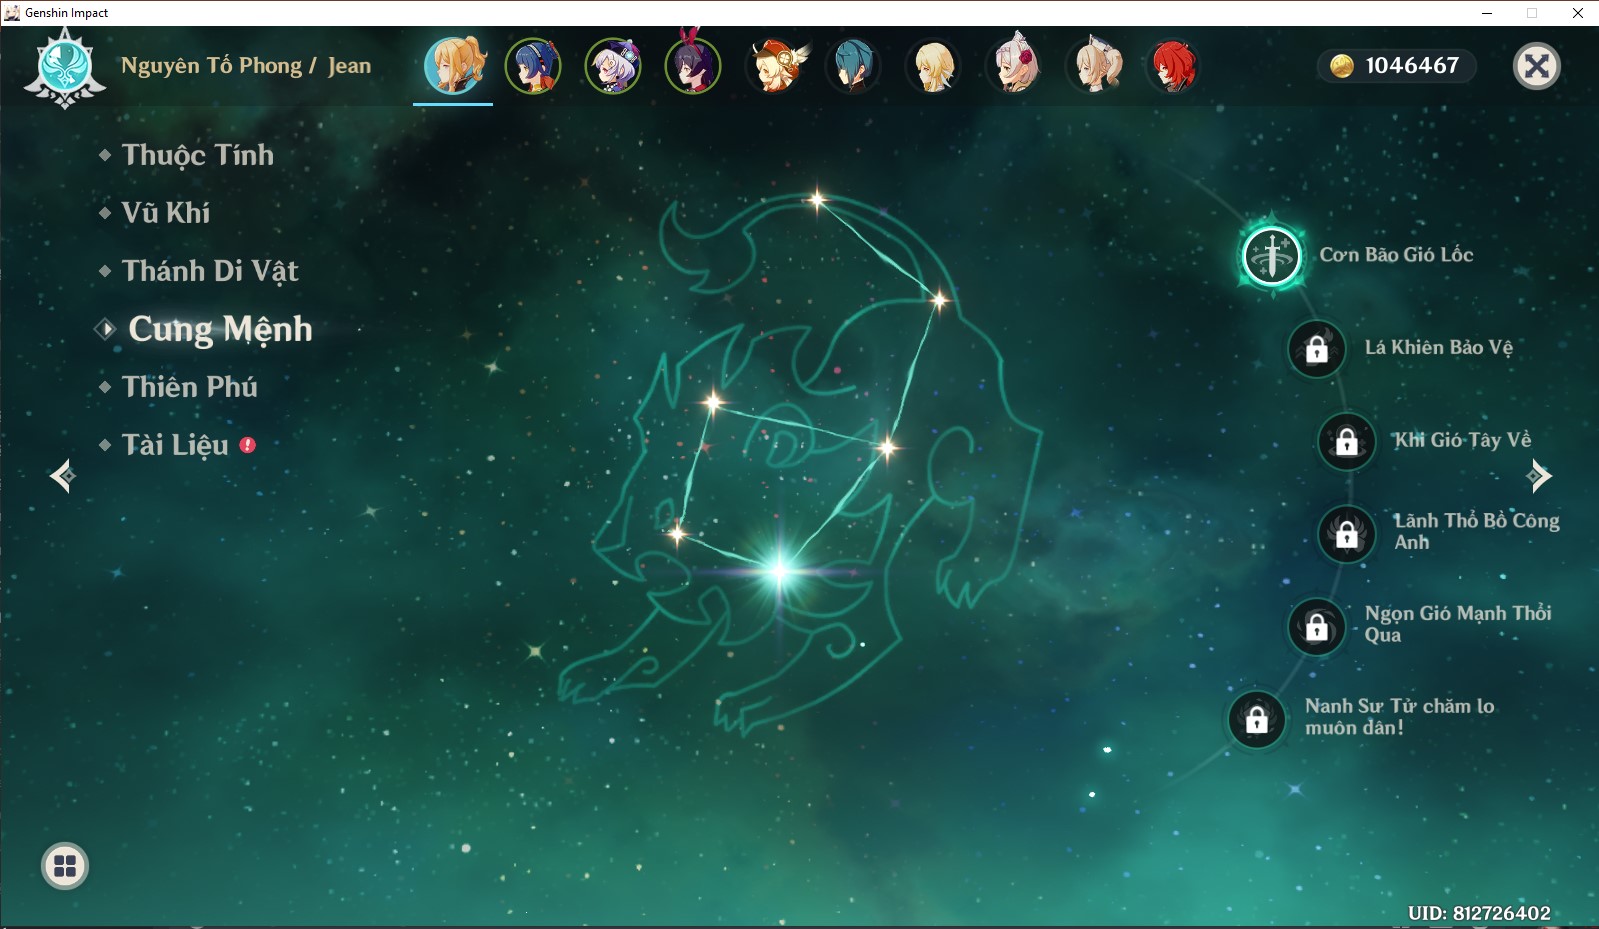 Genshin Impact
Nguyên Tố Phong / Jean
1046467
Thuộc Tính
Vũ Khí
Thánh Di Vật
Cung Mệnh
Thiên Phú
Tài Liệu
Cơn Bão Gió Lốc
Lá Khiên Bảo Vệ
Khi Gió Tây Về
Lãnh Thổ Bồ Công
Anh
Ngọn Gió Mạnh Thổi
Qua
Nanh Sư Tử chăm lo
muôn dân!
UID: 812726402